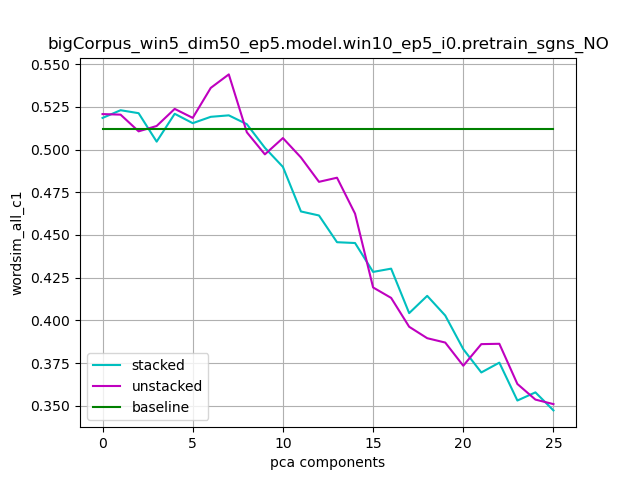 bigCorpus_win5_dim50_ep5.model.win10_ep5_i0.pretrain_sgns_NO
0.550
0.525
0.500
0.475
0.450
0.425
0.400
0.375
0.350
wordsim_all_c1
stacked
unstacked
baseline
0 5 10 15 20 25
pca components